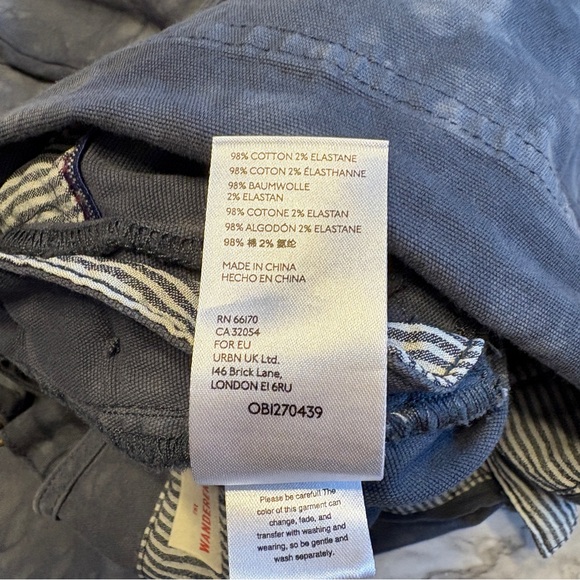 98% COTTON 2% ELASTANE
98% COTON 2% ÉLASTHANNE
98% BAUMWOLLE
2% ELASTAN
98% COTONE 2% ELASTAN
98% ALGODÓN 2% ELASTANE
98% 棉 2% 氨纶
MADE IN CHINA
HECHO EN CHINA
RN 66170
CA 32054
FOR EU
URBN UK Ltd.
146 Brick Lane,
LONDON E1 6RU
OB1270439
Please be careful! The
color of this garment can
change, fade, and
transfer with washing and
wearing, so be gentle and
wash separately.
THE